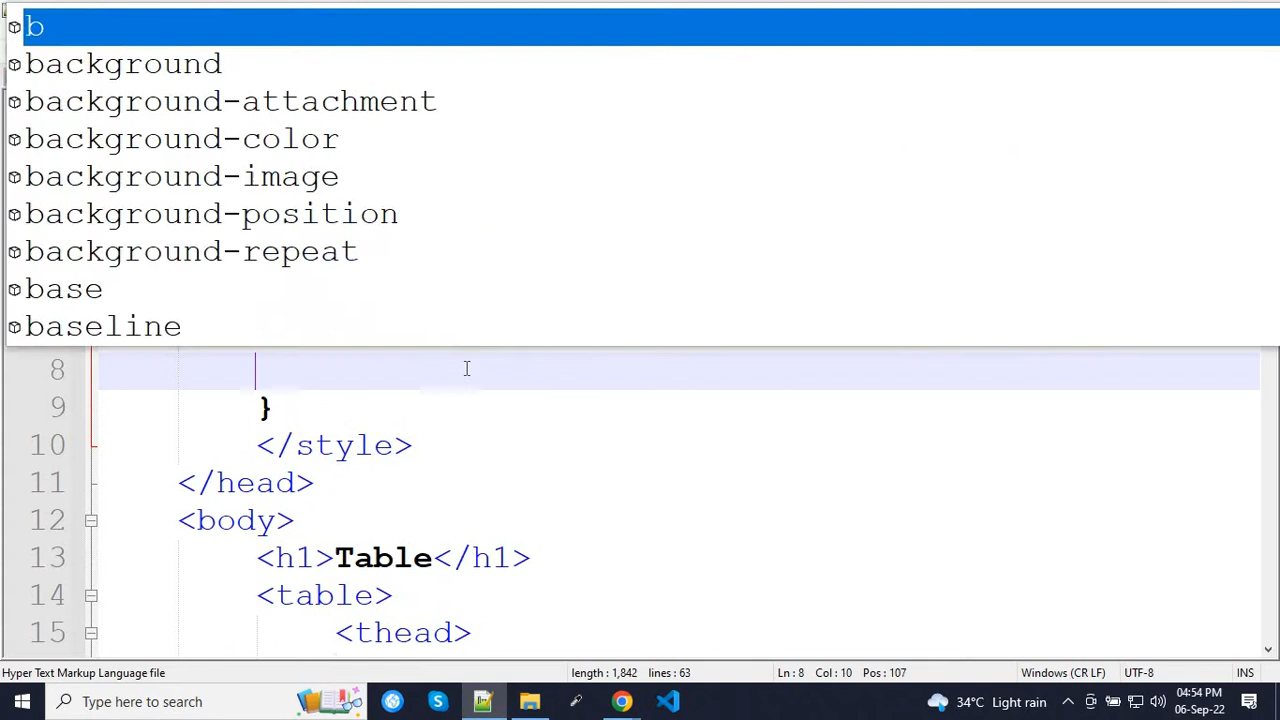 b
background
background-attachment
background-color
background-image
background-position
background-repeat
base
baseline
8
9 }
10 </style>
11 </head>
12 <body>
13 <h1>Table</h1>
14 <table>
15 <thead>
Hyper Text Markup Language file length : 1,842 lines : 63 Ln : 8 Col : 10 Pos : 107 Windows (CR LF) UTF-8 INS
Type here to search 34°C Light rain 04:54 PM
06-Sep-22